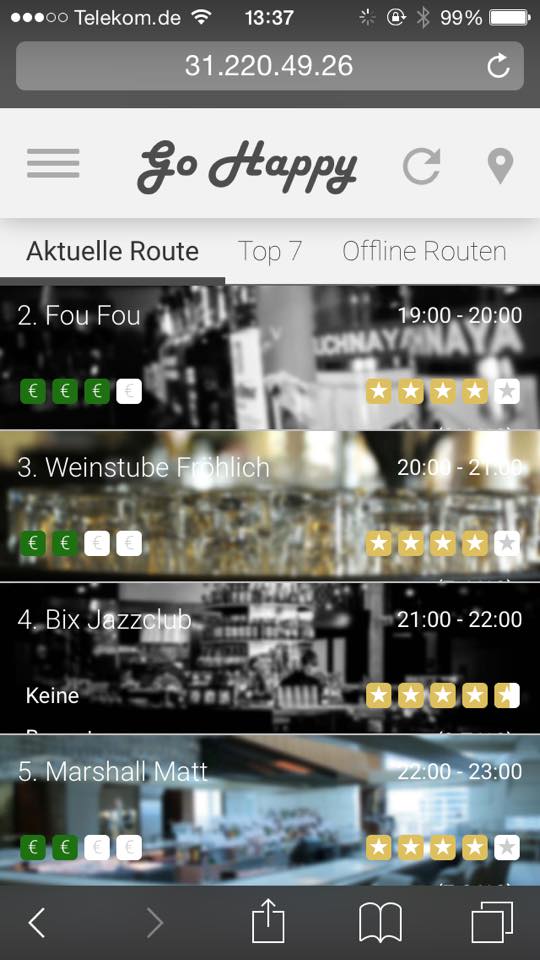 Telekom.de 13:37 99%
31.220.49.26
Go Happy
Aktuelle Route Top 7 Offline Routen
2. Fou Fou 19:00 - 20:00
€ € € €
3. Weinstube Fröhlich 20:00 - 21:00
€ € € €
4. Bix Jazzclub 21:00 - 22:00
Keine
5. Marshall Matt 22:00 - 23:00
€ € € €